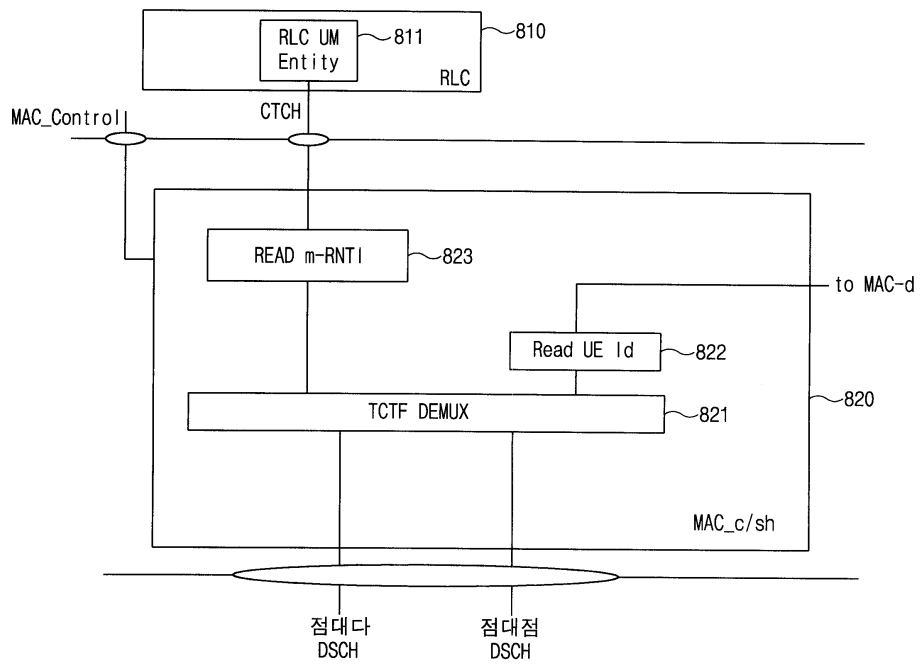 RLC UM
Entity
811
810
RLC
CTCH
MAC_Control
READ m-RNTI
823
to MAC-d
Read UE Id
822
TCTF DEMUX
821
820
MAC_c/sh
점대다
DSCH
점대점
DSCH